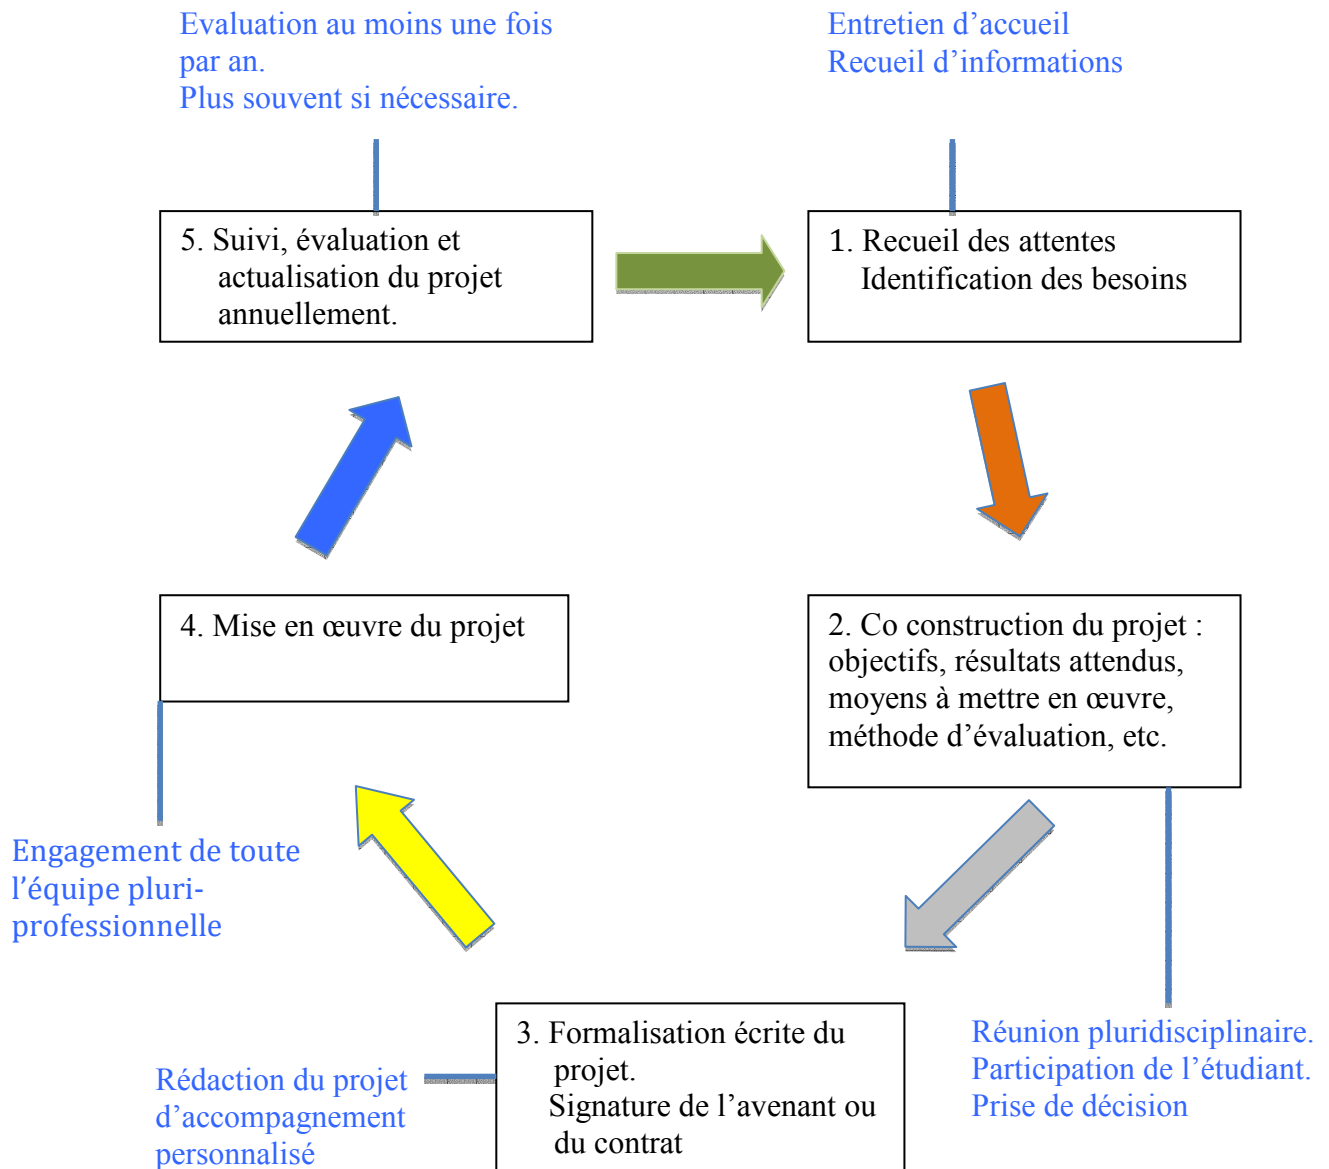 Evaluation au moins une fois
par an.
Plus souvent si nécessaire.
Entretien d’accueil
Recueil d’informations
5. Suivi, évaluation et
actualisation du projet
annuellement.
1. Recueil des attentes
Identification des besoins
4. Mise en œuvre du projet
2. Co construction du projet :
objectifs, résultats attendus,
moyens à mettre en œuvre,
méthode d’évaluation, etc.
Engagement de toute
l’équipe pluri-
professionnelle
3. Formalisation écrite du
projet.
Signature de l’avenant ou
du contrat
Réunion pluridisciplinaire.
Participation de l’étudiant.
Prise de décision
Rédaction du projet
d’accompagnement
personnalisé